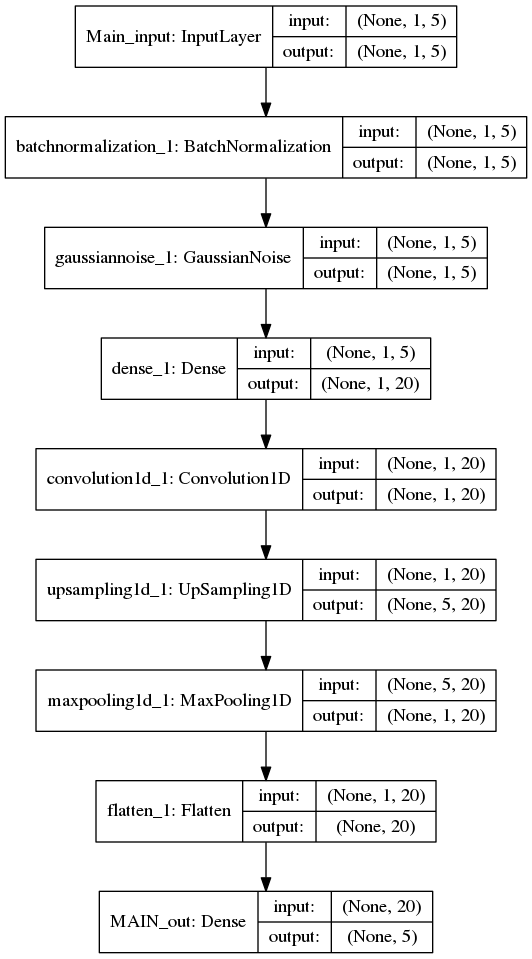 Main_input: InputLayer input: (None, 1, 5)
output: (None, 1, 5)
batchnormalization_1: BatchNormalization input: (None, 1, 5)
output: (None, 1, 5)
gaussiannoise_1: GaussianNoise input: (None, 1, 5)
output: (None, 1, 5)
dense_1: Dense input: (None, 1, 5)
output: (None, 1, 20)
convolution1d_1: Convolution1D input: (None, 1, 20)
output: (None, 1, 20)
upsampling1d_1: UpSampling1D input: (None, 1, 20)
output: (None, 5, 20)
maxpooling1d_1: MaxPooling1D input: (None, 5, 20)
output: (None, 1, 20)
flatten_1: Flatten input: (None, 1, 20)
output: (None, 20)
MAIN_out: Dense input: (None, 20)
output: (None, 5)